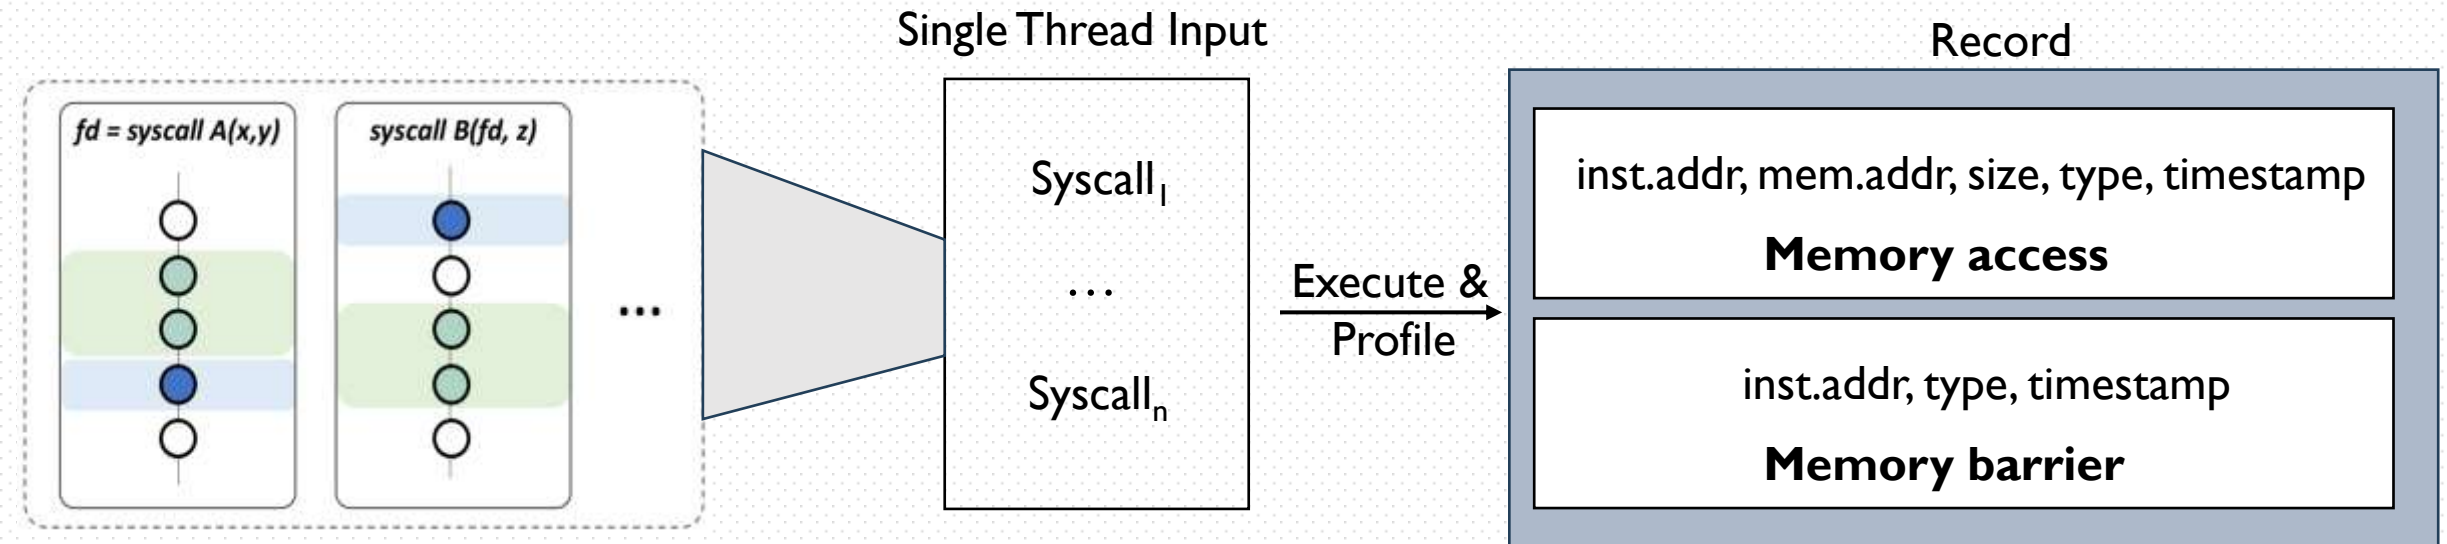 Single Thread Input
Record
fd = syscall A(x,y)
syscall B(fd, z)
...
Syscall1
...
Syscalln
Execute &
Profile
inst.addr, mem.addr, size, type, timestamp
Memory access
inst.addr, type, timestamp
Memory barrier